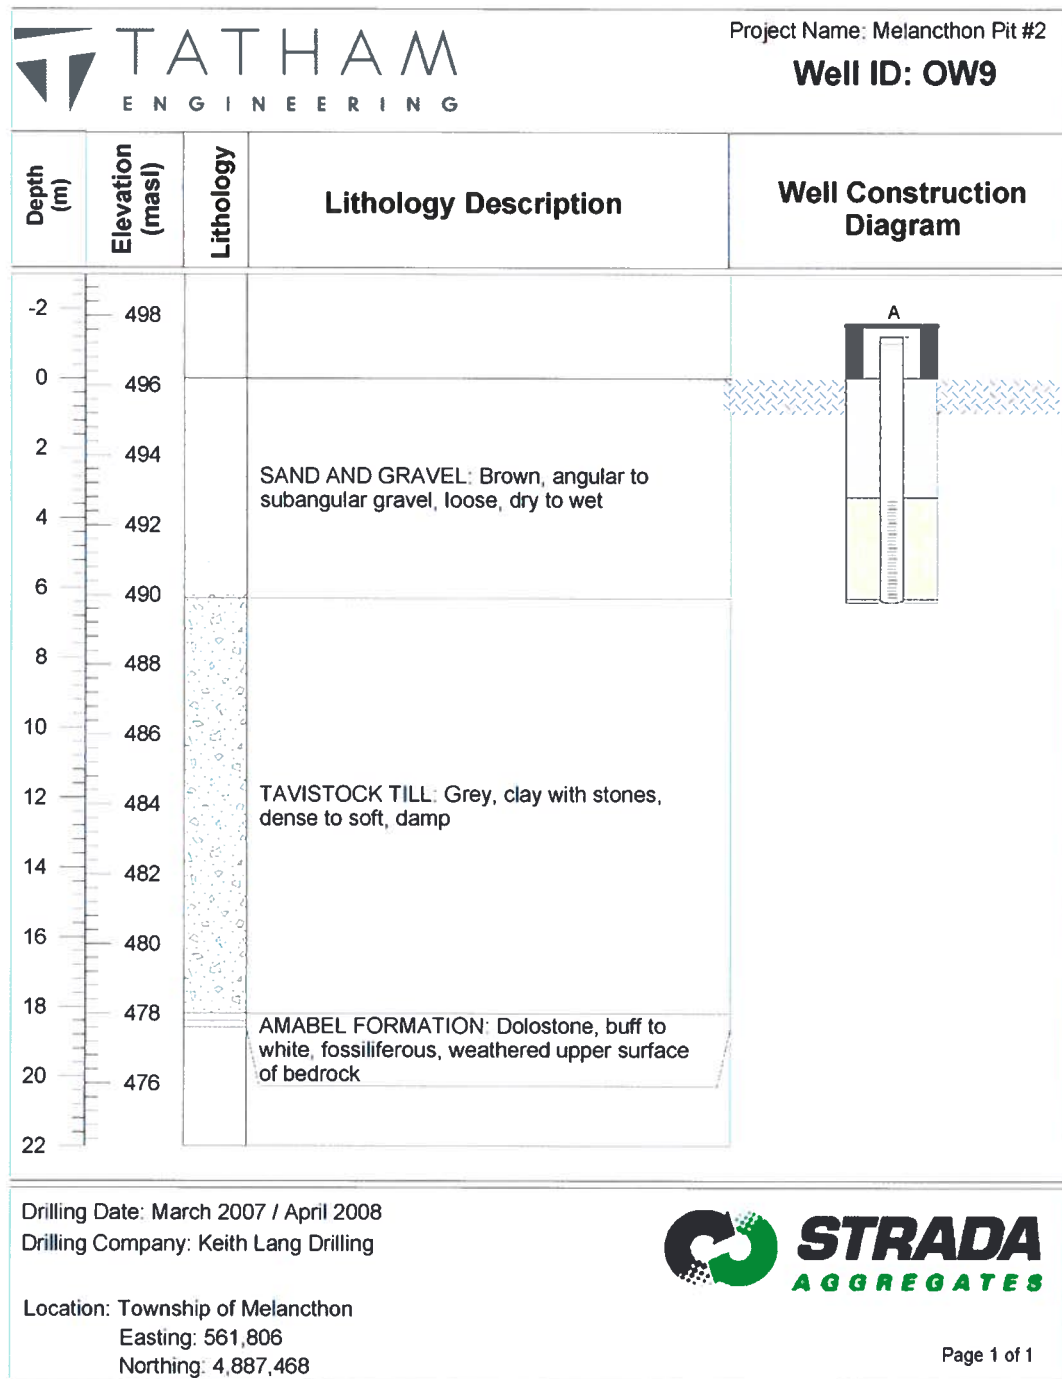 TATHAM
ENGINEERING
Project Name: Melancthon Pit #2
Well ID: OW9
Depth
(m)
Elevation
(masl)
Lithology
Lithology Description
Well Construction
Diagram
-2
498
A
0
496
2
494
SAND AND GRAVEL: Brown, angular to
subangular gravel, loose, dry to wet
4
492
6
490
8
488
10
486
12
484
TAVISTOCK TILL: Grey, clay with stones,
dense to soft, damp
14
482
16
480
18
478
AMABEL FORMATION: Dolostone, buff to
white, fossiliferous, weathered upper surface
of bedrock
20
476
22
Drilling Date: March 2007 / April 2008
Drilling Company: Keith Lang Drilling
STRADA
AGGREGATES
Location: Township of Melancthon
Easting: 561,806
Northing: 4,887,468
Page 1 of 1